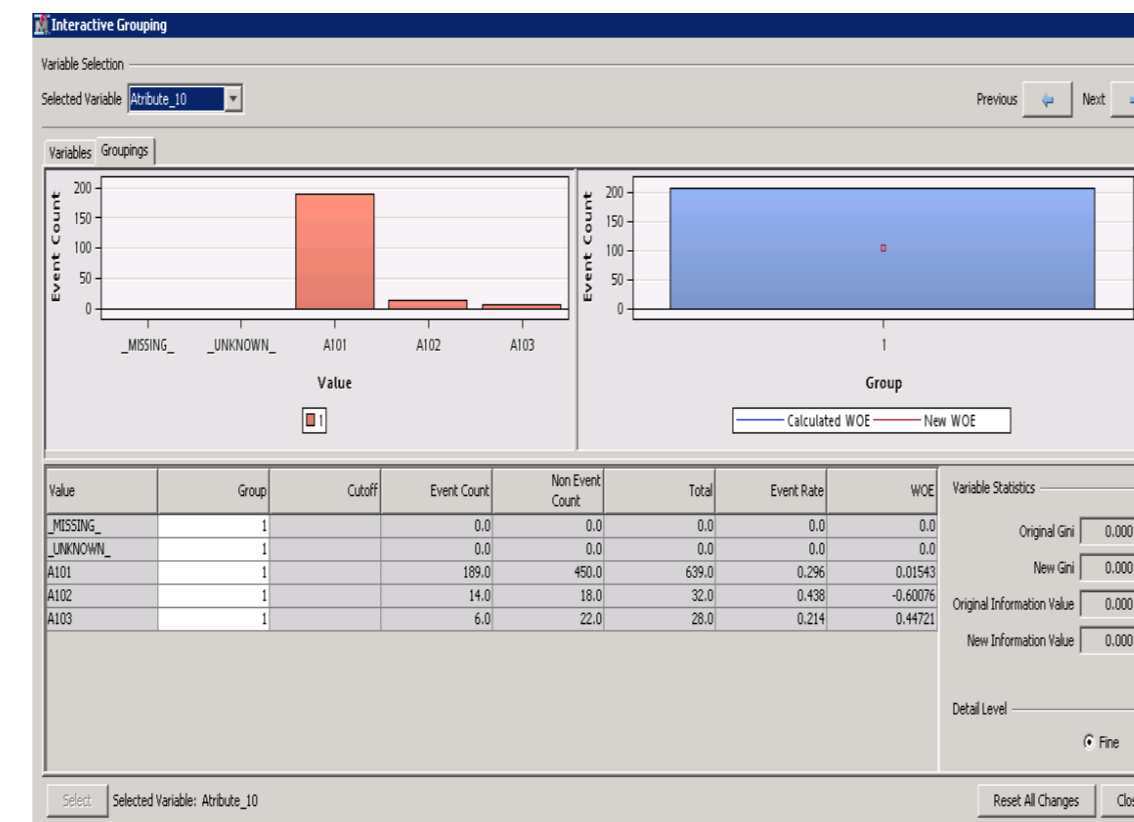 Interactive Grouping
Variable Selection
Selected Variable Atribute_10 Previous Next
Variables Groupings
Event Count
200
150
100
50
0
_MISSING_ _UNKNOWN_ A101 A102 A103
Value
1
Event Count
200
150
100
50
0
1
Group
Calculated WOE New WOE
Value Group Cutoff Event Count Non Event Count Total Event Rate WOE
_MISSING_ 1 0.0 0.0 0.0 0.0 0.0
_UNKNOWN_ 1 0.0 0.0 0.0 0.0 0.0
A101 1 189.0 450.0 639.0 0.296 0.01543
A102 1 14.0 18.0 32.0 0.438 -0.60076
A103 1 6.0 22.0 28.0 0.214 0.44721
Variable Statistics
Original Gini 0.000
New Gini 0.000
Original Information Value 0.000
New Information Value 0.000
Detail Level
Fine
Select Selected Variable: Atribute_10 Reset All Changes